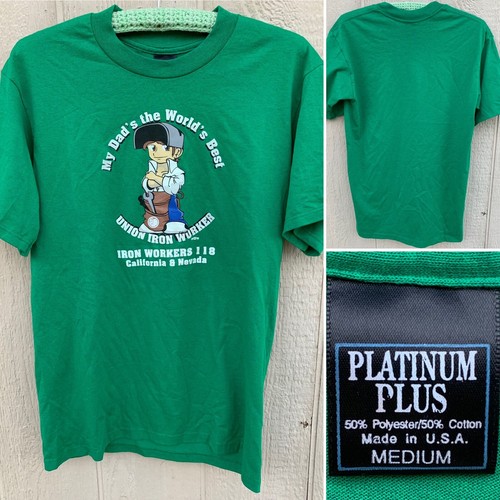 My Dad's the World's Best
UNION IRON WORKER
IRON WORKERS 118
California & Nevada
PLATINUM
PLUS
50% Polyester/50% Cotton
Made in U.S.A.
MEDIUM